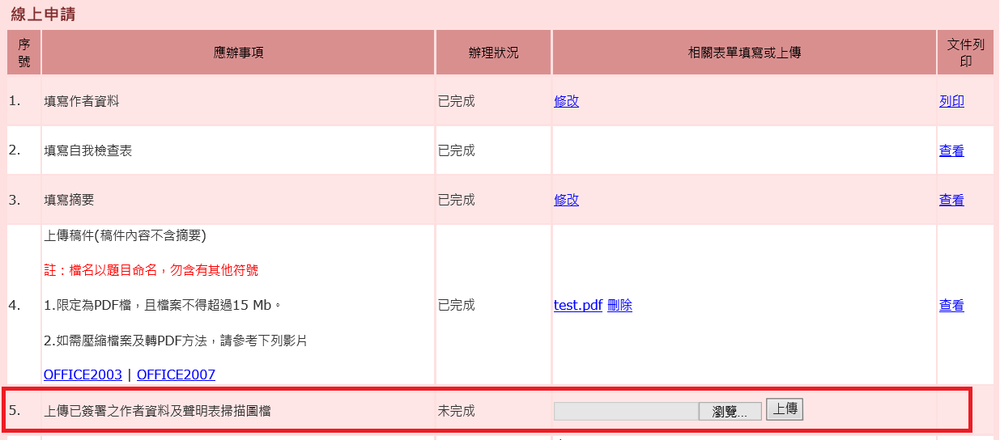 線上申請
序號 應辦事項 辦理狀況 相關表單填寫或上傳 文件列印
1. 填寫作者資料 已完成 修改 列印
2. 填寫自我檢查表 已完成 查看
3. 填寫摘要 已完成 修改 查看
上傳稿件(稿件內容不含摘要)
註：檔名以題目命名，勿含有其他符號
1.限定為PDF檔，且檔案不得超過15 Mb。
4. 已完成 test.pdf 刪除 查看
2.如需壓縮檔案及轉PDF方法，請參考下列影片
OFFICE2003 | OFFICE2007
5. 上傳已簽署之作者資料及聲明表掃描圖檔 未完成 瀏覽... 上傳